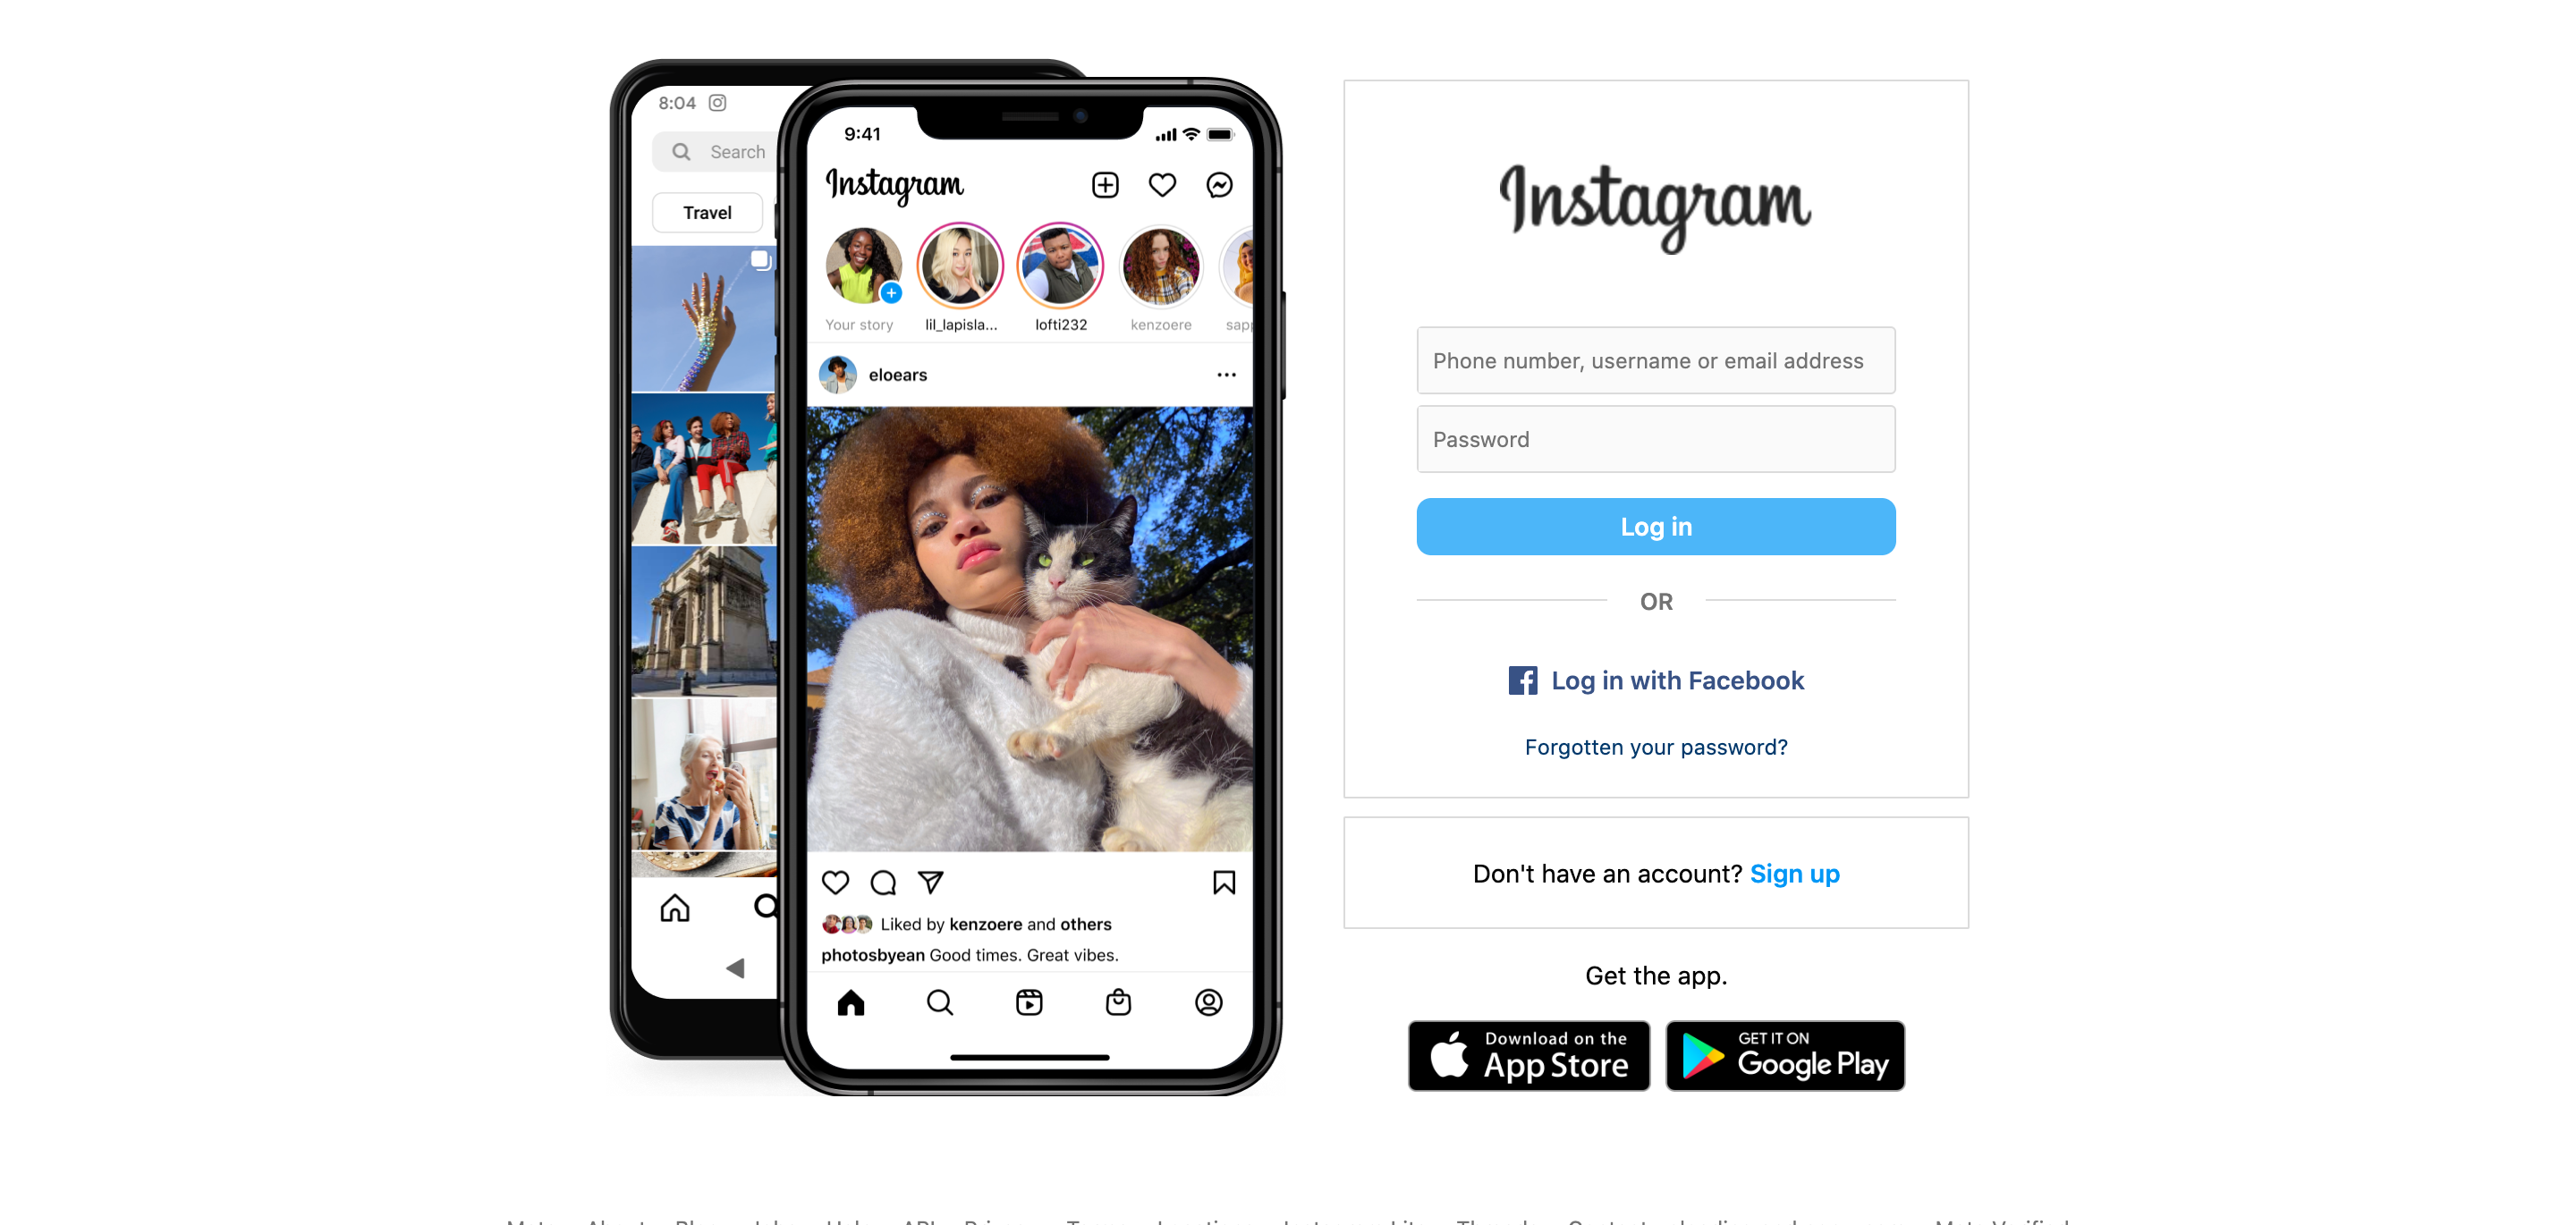 8:04
Search
Travel
9:41
Instagram
Your story
lil_lapisla...
lofti232
kenzoere
eloears
...
Liked by kenzoere and others
photosbyean Good times. Great vibes.
Instagram
Phone number, username or email address
Password
Log in
OR
Log in with Facebook
Forgotten your password?
Don't have an account? Sign up
Get the app.
Download on the
App Store
GET IT ON
Google Play